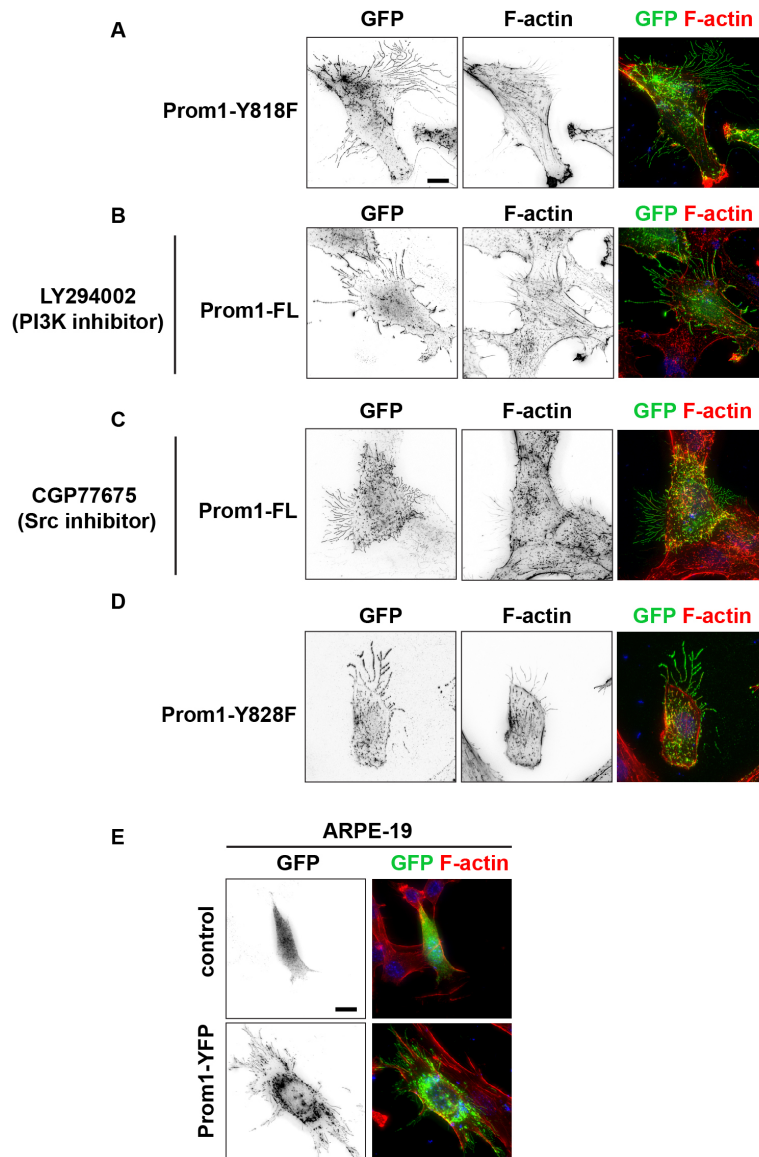 A
GFP F-actin GFP F-actin
Prom1-Y818F
B
GFP F-actin GFP F-actin
LY294002
(PI3K inhibitor)
Prom1-FL
C
GFP F-actin GFP F-actin
CGP77675
(Src inhibitor)
Prom1-FL
D
GFP F-actin GFP F-actin
Prom1-Y828F
E
ARPE-19
GFP GFP F-actin
control
Prom1-YFP